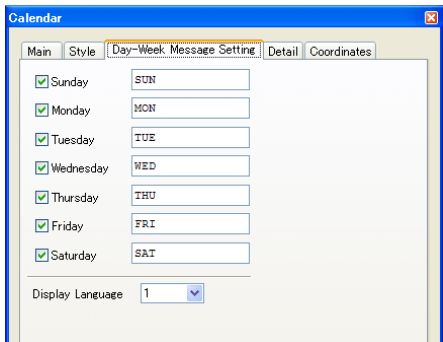 Calendar
Main Style Day-Week Message Setting Detail Coordinates
Sunday SUN
Monday MON
Tuesday TUE
Wednesday WED
Thursday THU
Friday FRI
Saturday SAT
Display Language 1